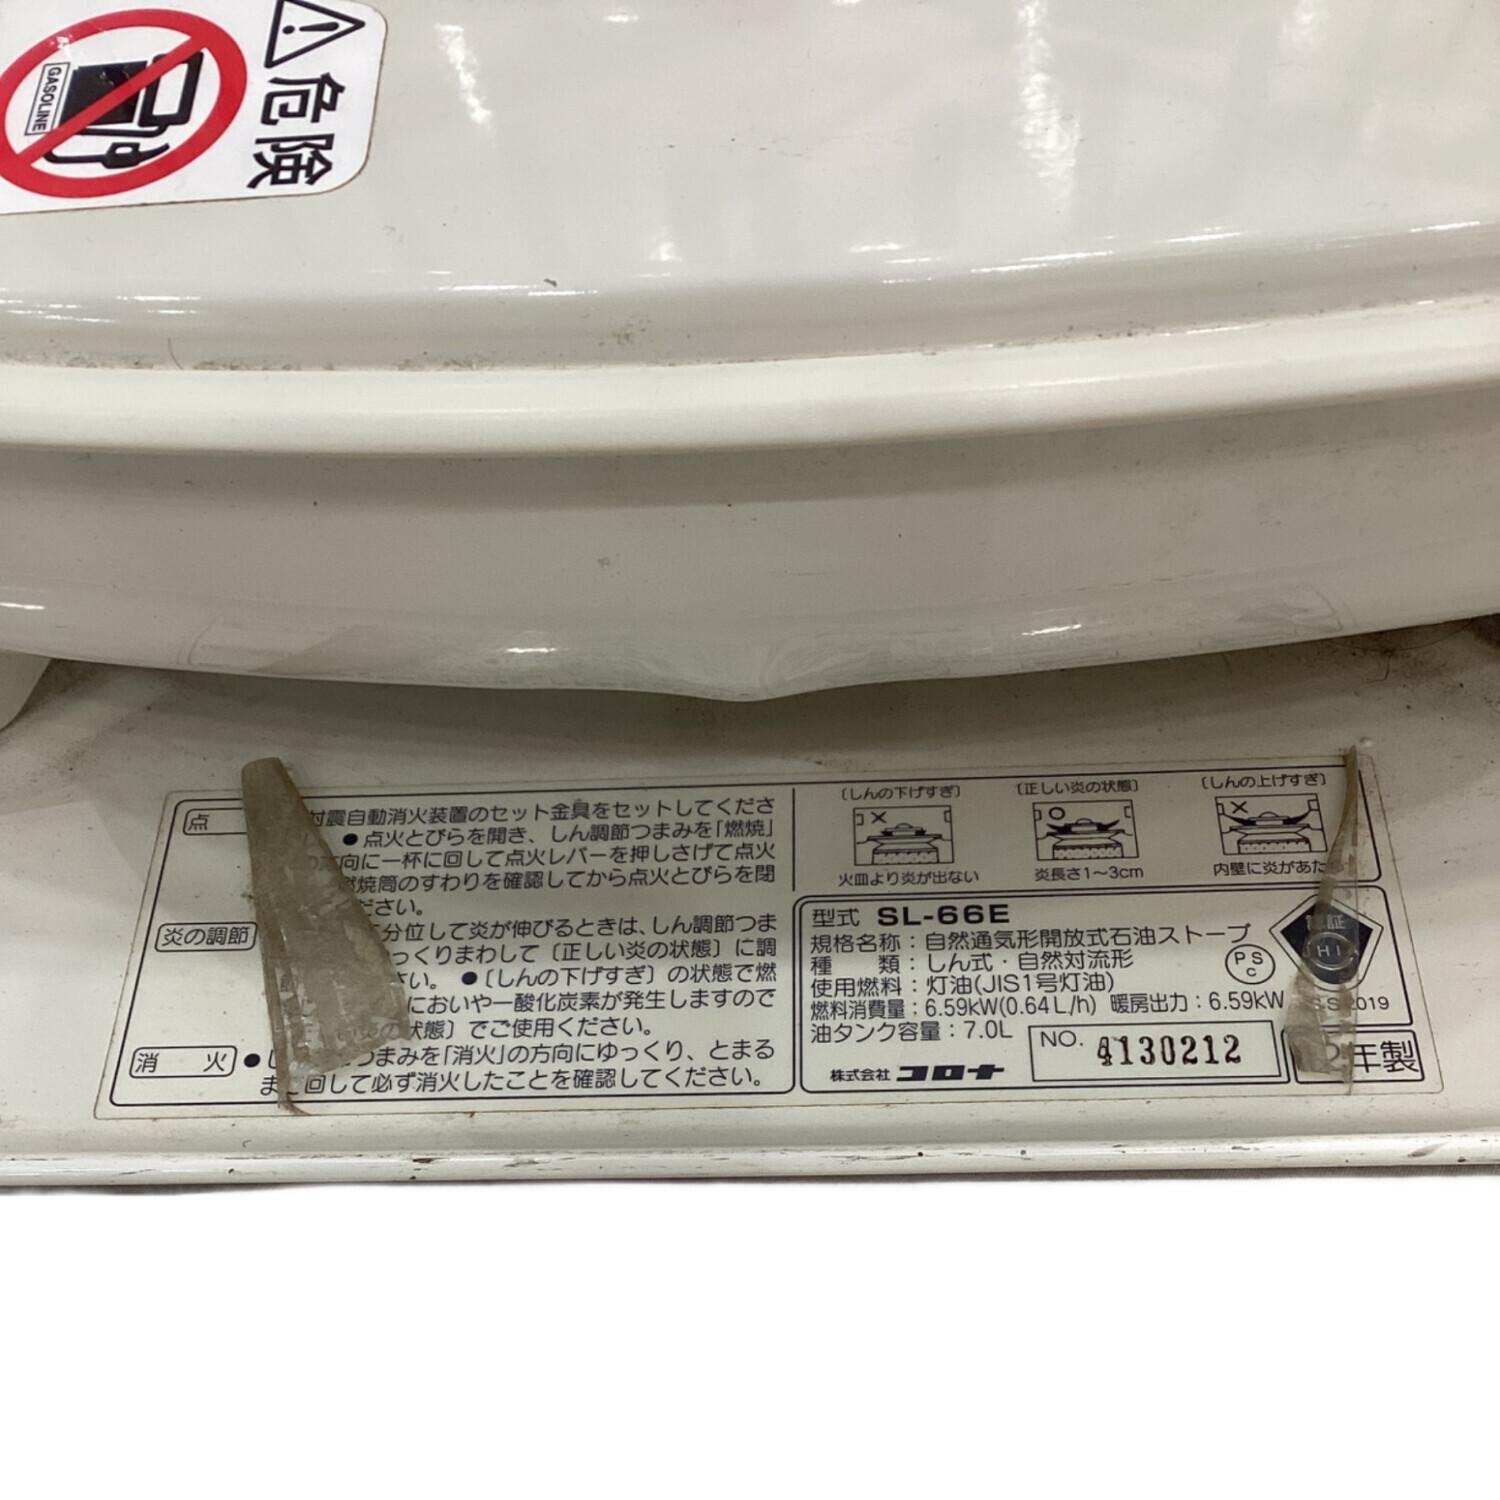 ⚠危険
GASOLINE
点
対震自動消火装置のセット金具をセットしてくださ
●点火とびらを開き、しん調節つまみを「燃焼」
の方向に一杯に回して点火レバーを押しさげて点火
燃焼筒のすわりを確認してから点火とびらを閉
ださい。
炎の調節
分位して炎が伸びるときは、しん調節つま
っくりまわして〔正しい炎の状態〕に調
さい。●〔しんの下げすぎ〕の状態で燃
においや一酸化炭素が発生しますので
状態〕でご使用ください。
消 火
●
つまみを「消火」の方向にゆっくり、とまる
回して必ず消火したことを確認してください。
〔しんの下げすぎ〕
〔正しい炎の状態〕
〔しんの上げすぎ〕
火皿より炎が出ない
炎長さ1〜3cm
内壁に炎があた
型式 SL-66E
規格名称:自然通気形開放式石油ストーブ
種 類:しん式・自然対流形
使用燃料:灯油(JIS1号灯油)
燃料消費量:6.59kW(0.64L/h) 暖房出力:6.59kW
油タンク容量:7.0L
株式会社 コロナ
NO. 4130212
PS
C
HI
2019
年製